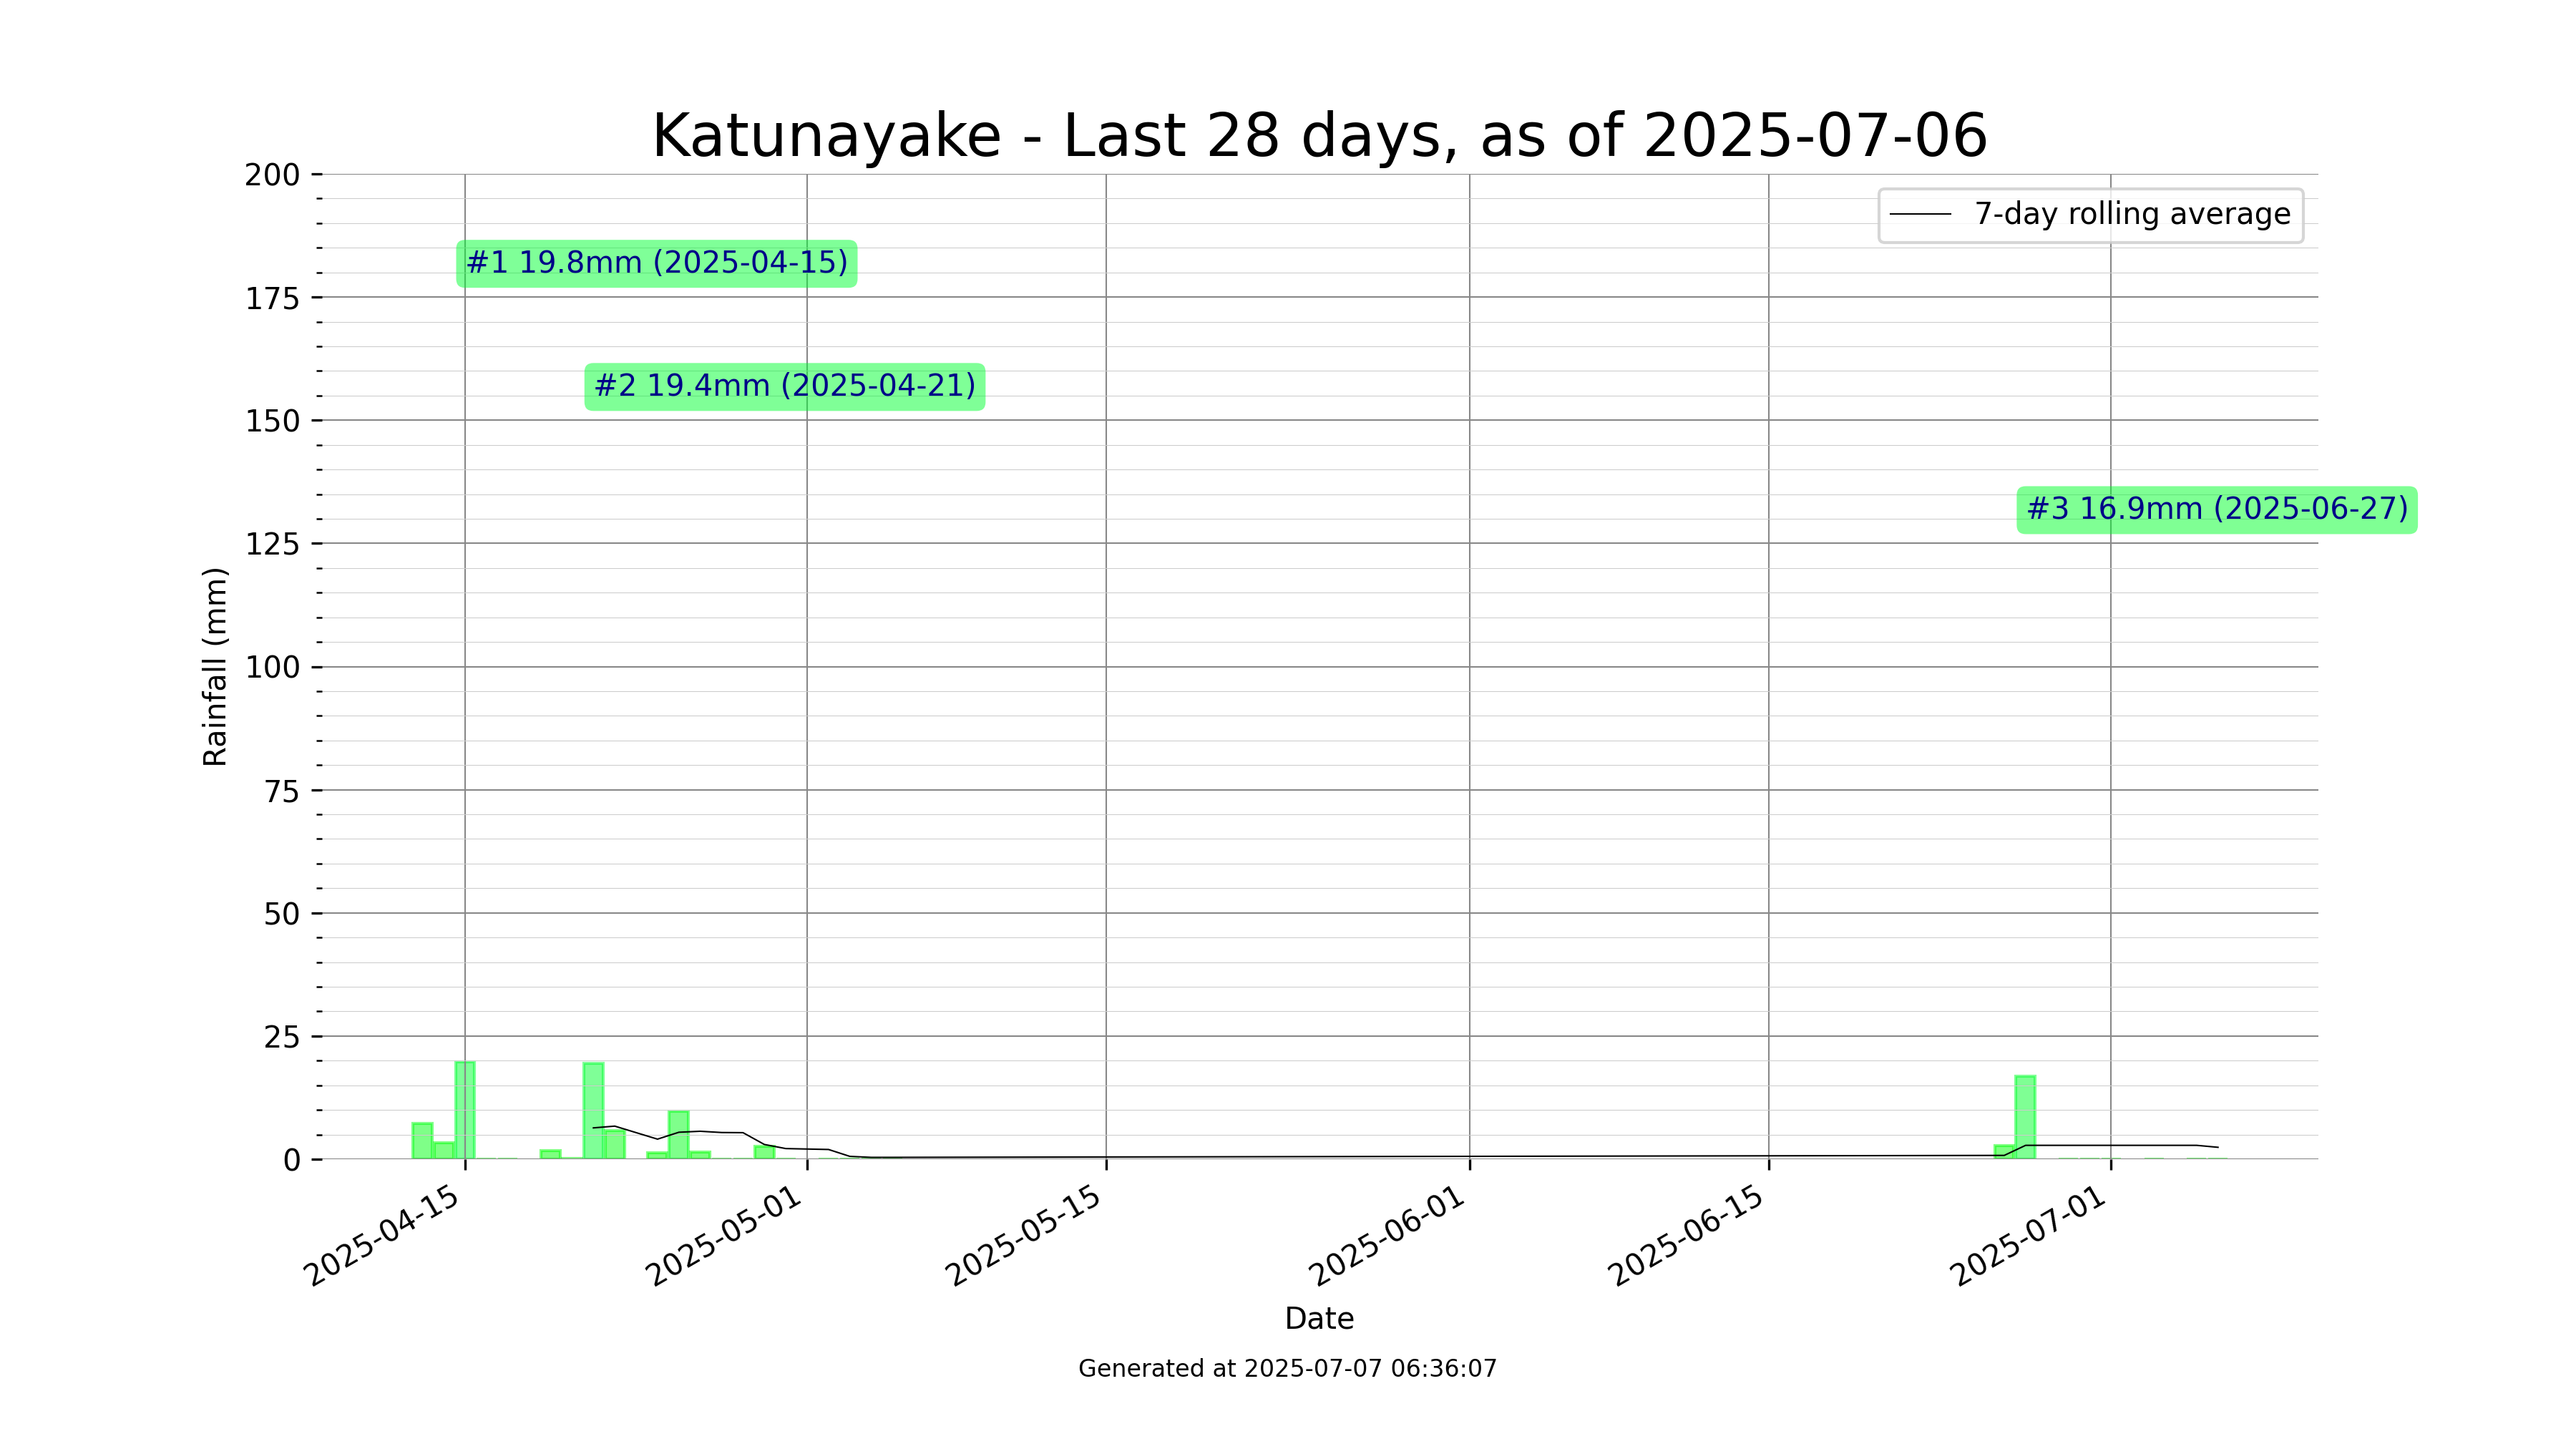 Katunayake - Last 28 days, as of 2025-07-06
7-day rolling average
#1 19.8mm (2025-04-15)
#2 19.4mm (2025-04-21)
#3 16.9mm (2025-06-27)
Rainfall (mm)
200
175
150
125
100
75
50
25
0
2025-04-15
2025-05-01
2025-05-15
2025-06-01
2025-06-15
2025-07-01
Date
Generated at 2025-07-07 06:36:07